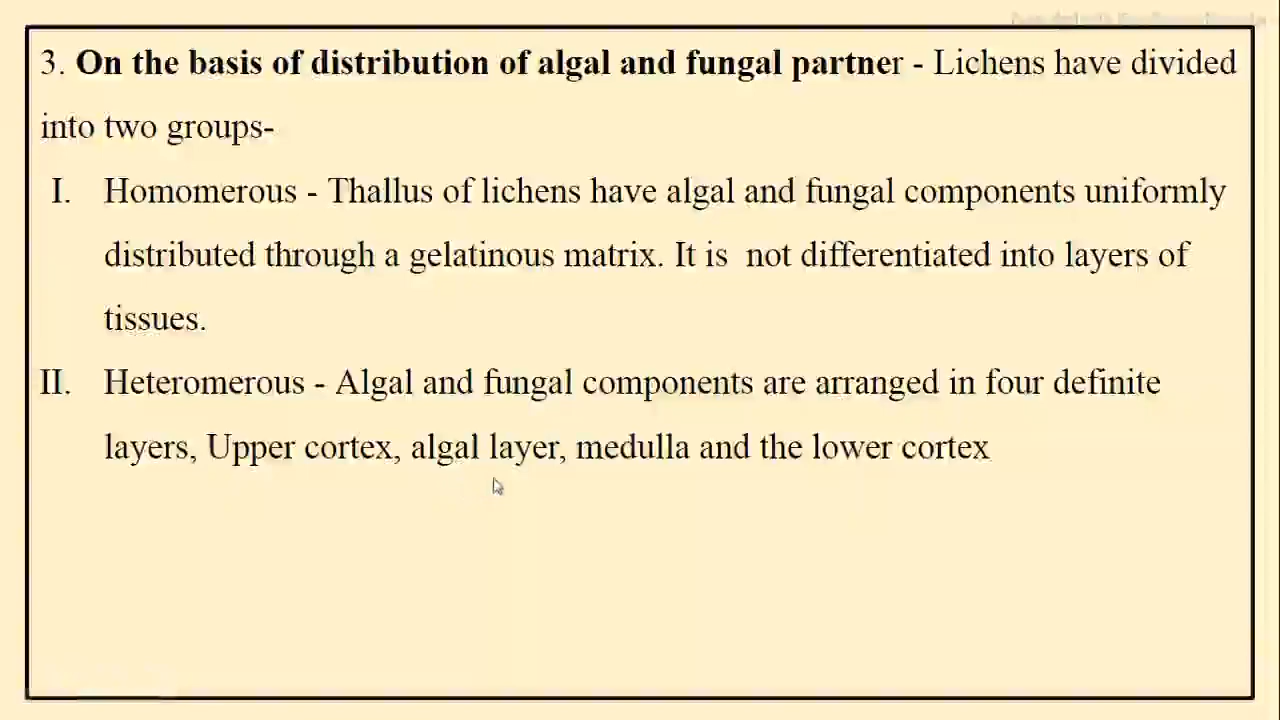 3. On the basis of distribution of algal and fungal partner - Lichens have divided
into two groups-
I. Homomerous - Thallus of lichens have algal and fungal components uniformly
distributed through a gelatinous matrix. It is not differentiated into layers of
tissues.
II. Heteromerous - Algal and fungal components are arranged in four definite
layers, Upper cortex, algal layer, medulla and the lower cortex